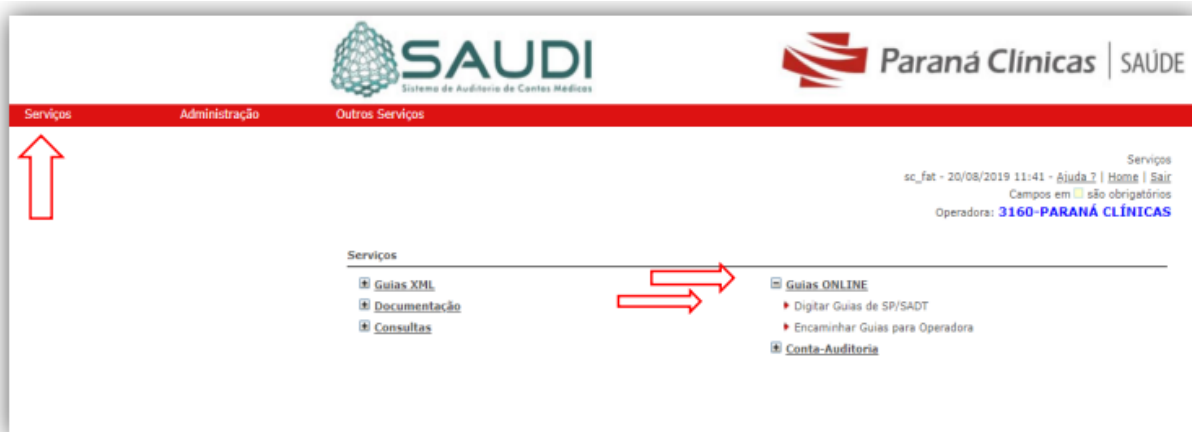 SAUDI
Sistema de Auditoria de Contas Médicas
Paraná Clínicas | SAÚDE
Serviços Administração Outros Serviços
Serviços
sc_fat - 20/08/2019 11:41 - Ajuda ? | Home | Sair
Campos em são obrigatórios
Operadora: 3160-PARANÁ CLÍNICAS
Serviços
Guias XML
Documentação
Consultas
Guias ONLINE
Digitar Guias de SP/SADT
Encaminhar Guias para Operadora
Conta-Auditoria